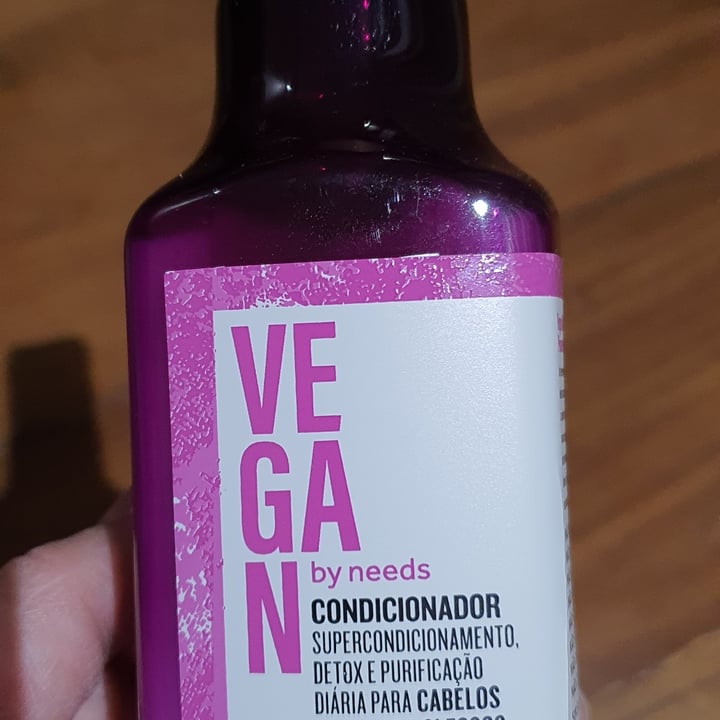 VE
GA
N
by needs
CONDICIONADOR
SUPERCONDICIONAMENTO,
DETOX E PURIFICAÇÃO
DIÁRIA PARA CABELOS